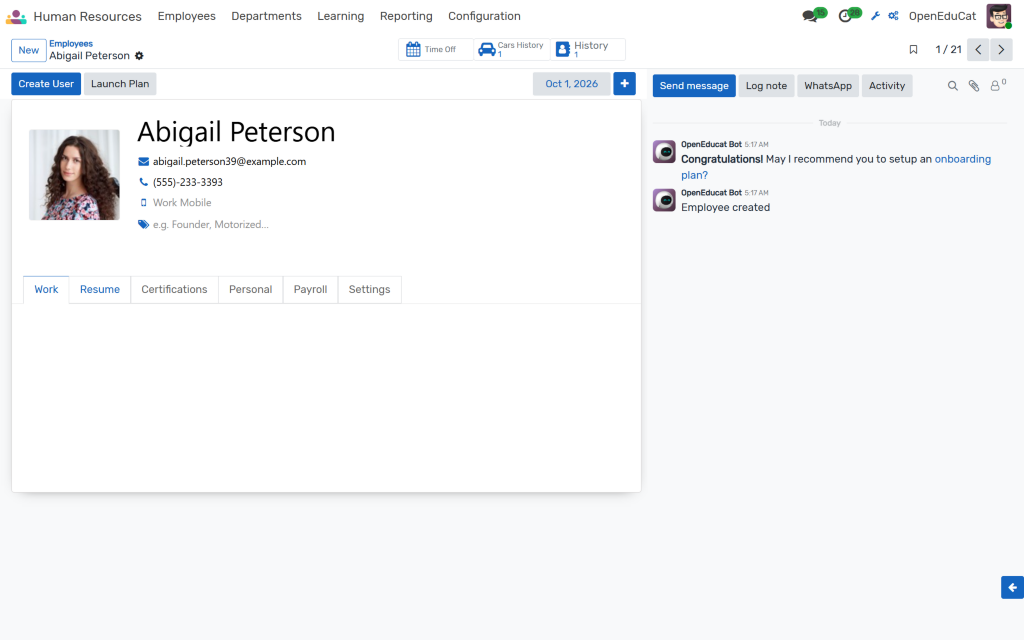 Human Resources Employees Departments Learning Reporting Configuration 15 28 OpenEduCat
New Employees Abigail Peterson
Time Off
Cars History 1
History 1
1 / 21
Create User Launch Plan Oct 1, 2026 +
Send message Log note WhatsApp Activity 0
Abigail Peterson
abigail.peterson39@example.com
(555)-233-3393
Work Mobile
e.g. Founder, Motorized...
Work Resume Certifications Personal Payroll Settings
Today
OpenEducat Bot 5:17 AM
Congratulations! May I recommend you to setup an onboarding
plan?
OpenEducat Bot 5:17 AM
Employee created